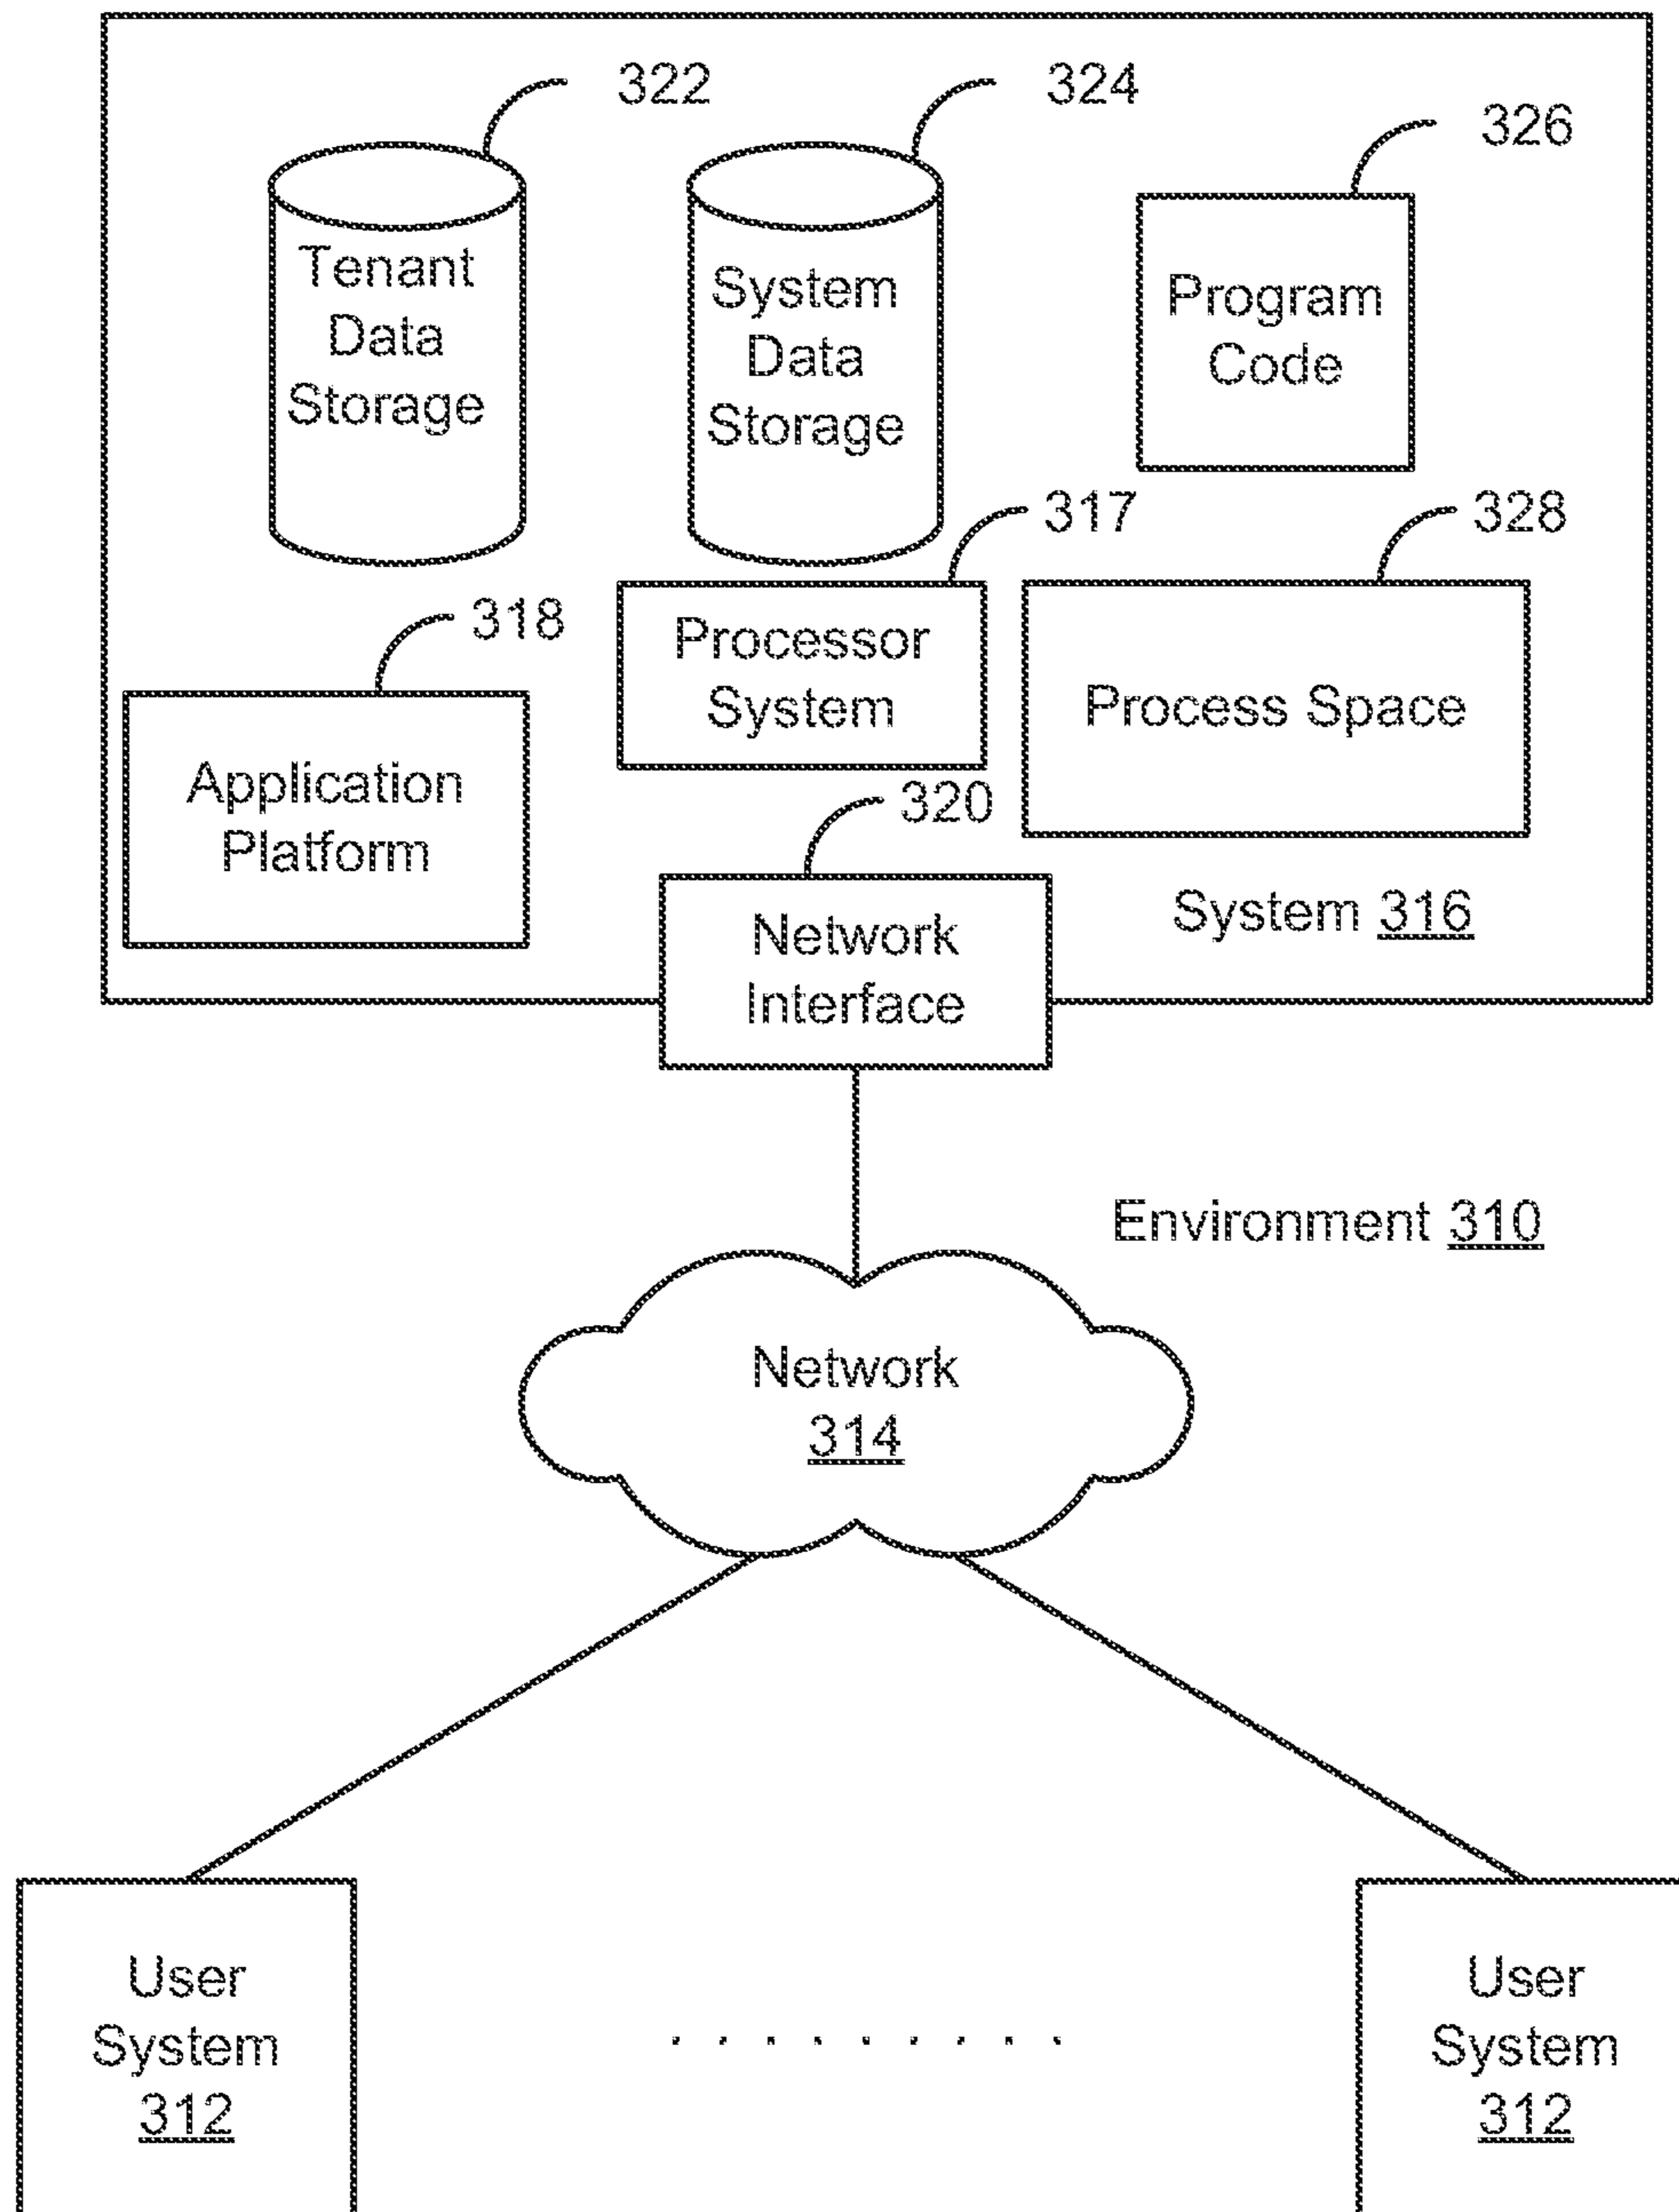 322
324
326
Tenant
Data
Storage
System
Data
Storage
Program
Code
317
328
318
Processor
System
Process Space
Application
Platform
320
Network
Interface
System 316
Environment 310
Network
314
User
System
312
.........
User
System
312